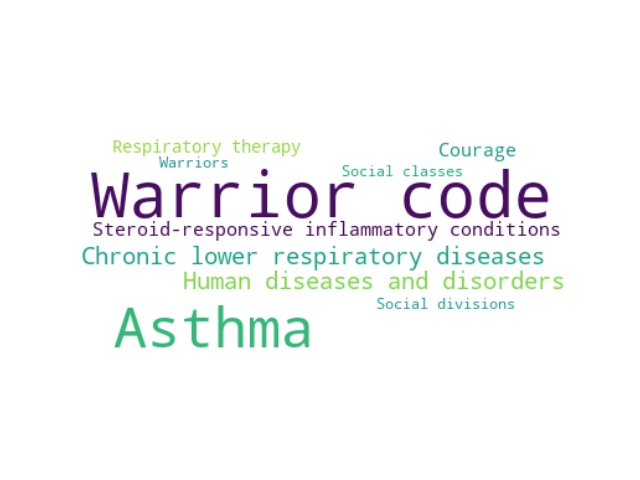 Respiratory therapy
Courage
Warriors
Social classes
Warrior code
Steroid-responsive inflammatory conditions
Chronic lower respiratory diseases
Human diseases and disorders
Social divisions
Asthma